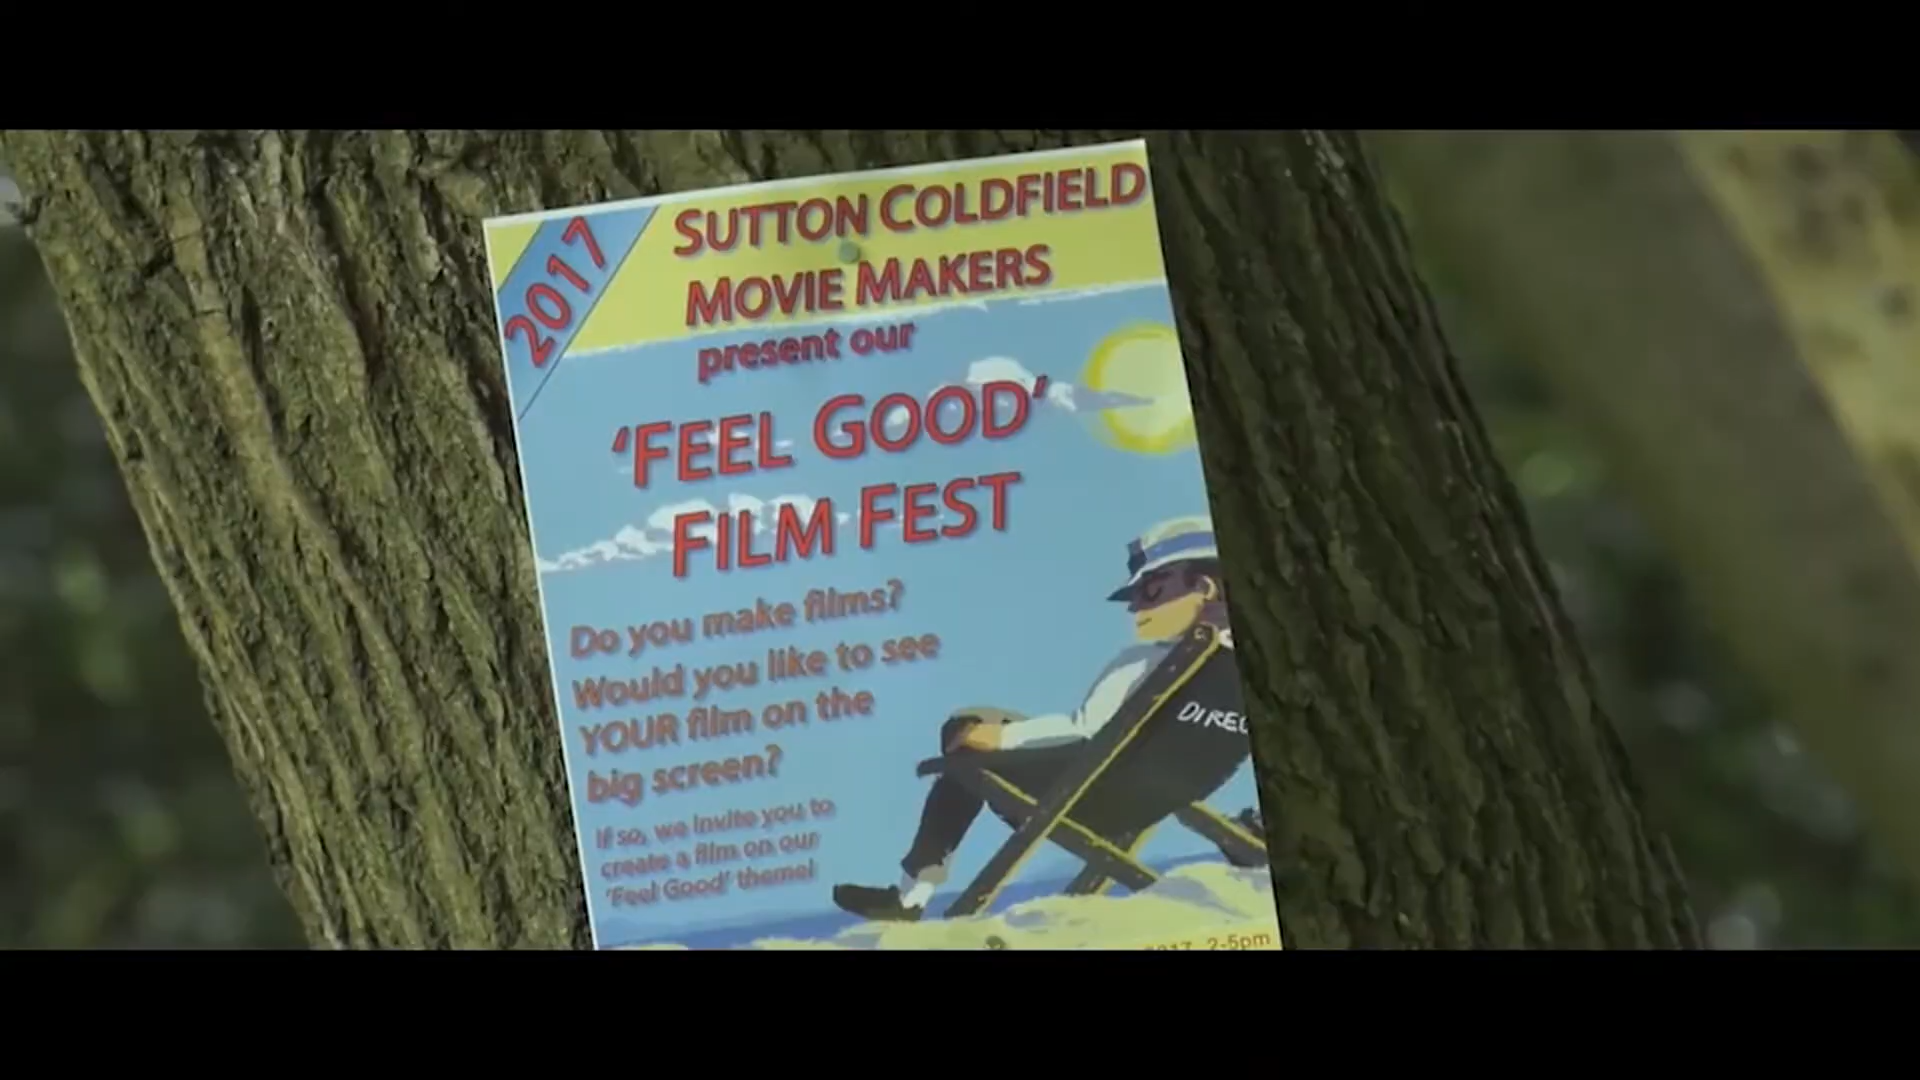 2017
SUTTON COLDFIELD
MOVIE MAKERS
present our
'FEEL GOOD'
FILM FEST
Do you make films?
Would you like to see
YOUR film on the
big screen?
If so, we invite you to
create a film on our
'Feel Good' theme!
DIREC
2017 2-5pm